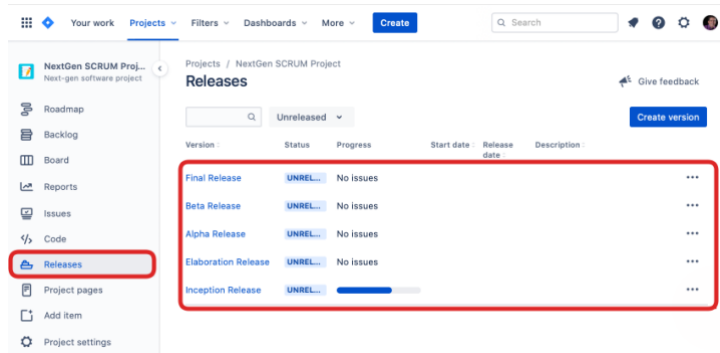 Your work Projects Filters Dashboards More Create Search
NextGen SCRUM Proj...
Next-gen software project
Roadmap
Backlog
Board
Reports
Issues
Code
Releases
Project pages
Add item
Project settings
Projects / NextGen SCRUM Project
Releases
Give feedback
Unreleased
Create version
Version Status Progress Start date Release date Description
Final Release UNREL... No issues
Beta Release UNREL... No issues
Alpha Release UNREL... No issues
Elaboration Release UNREL... No issues
Inception Release UNREL...